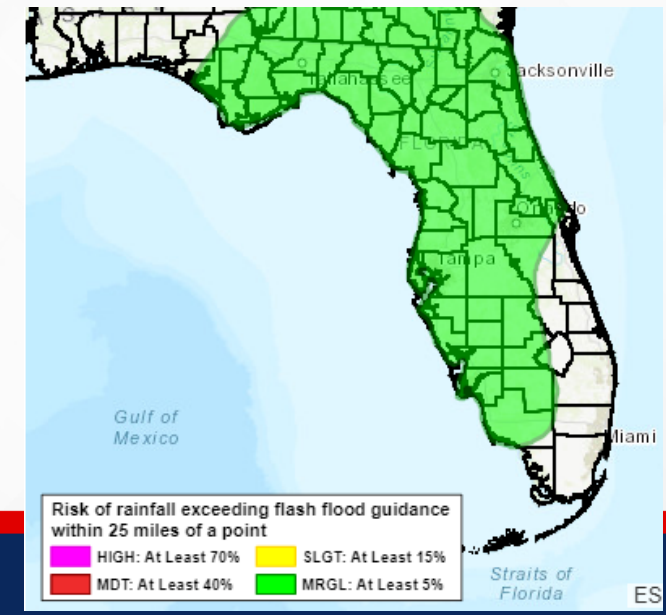 Tallahassee
Jacksonville
FLORIDA
Orlando
Tampa
Gulf of
Mexico
Miami
Risk of rainfall exceeding flash flood guidance
within 25 miles of a point
HIGH: At Least 70%
SLGT: At Least 15%
MDT: At Least 40%
MRGL: At Least 5%
Straits of
Florida
ES